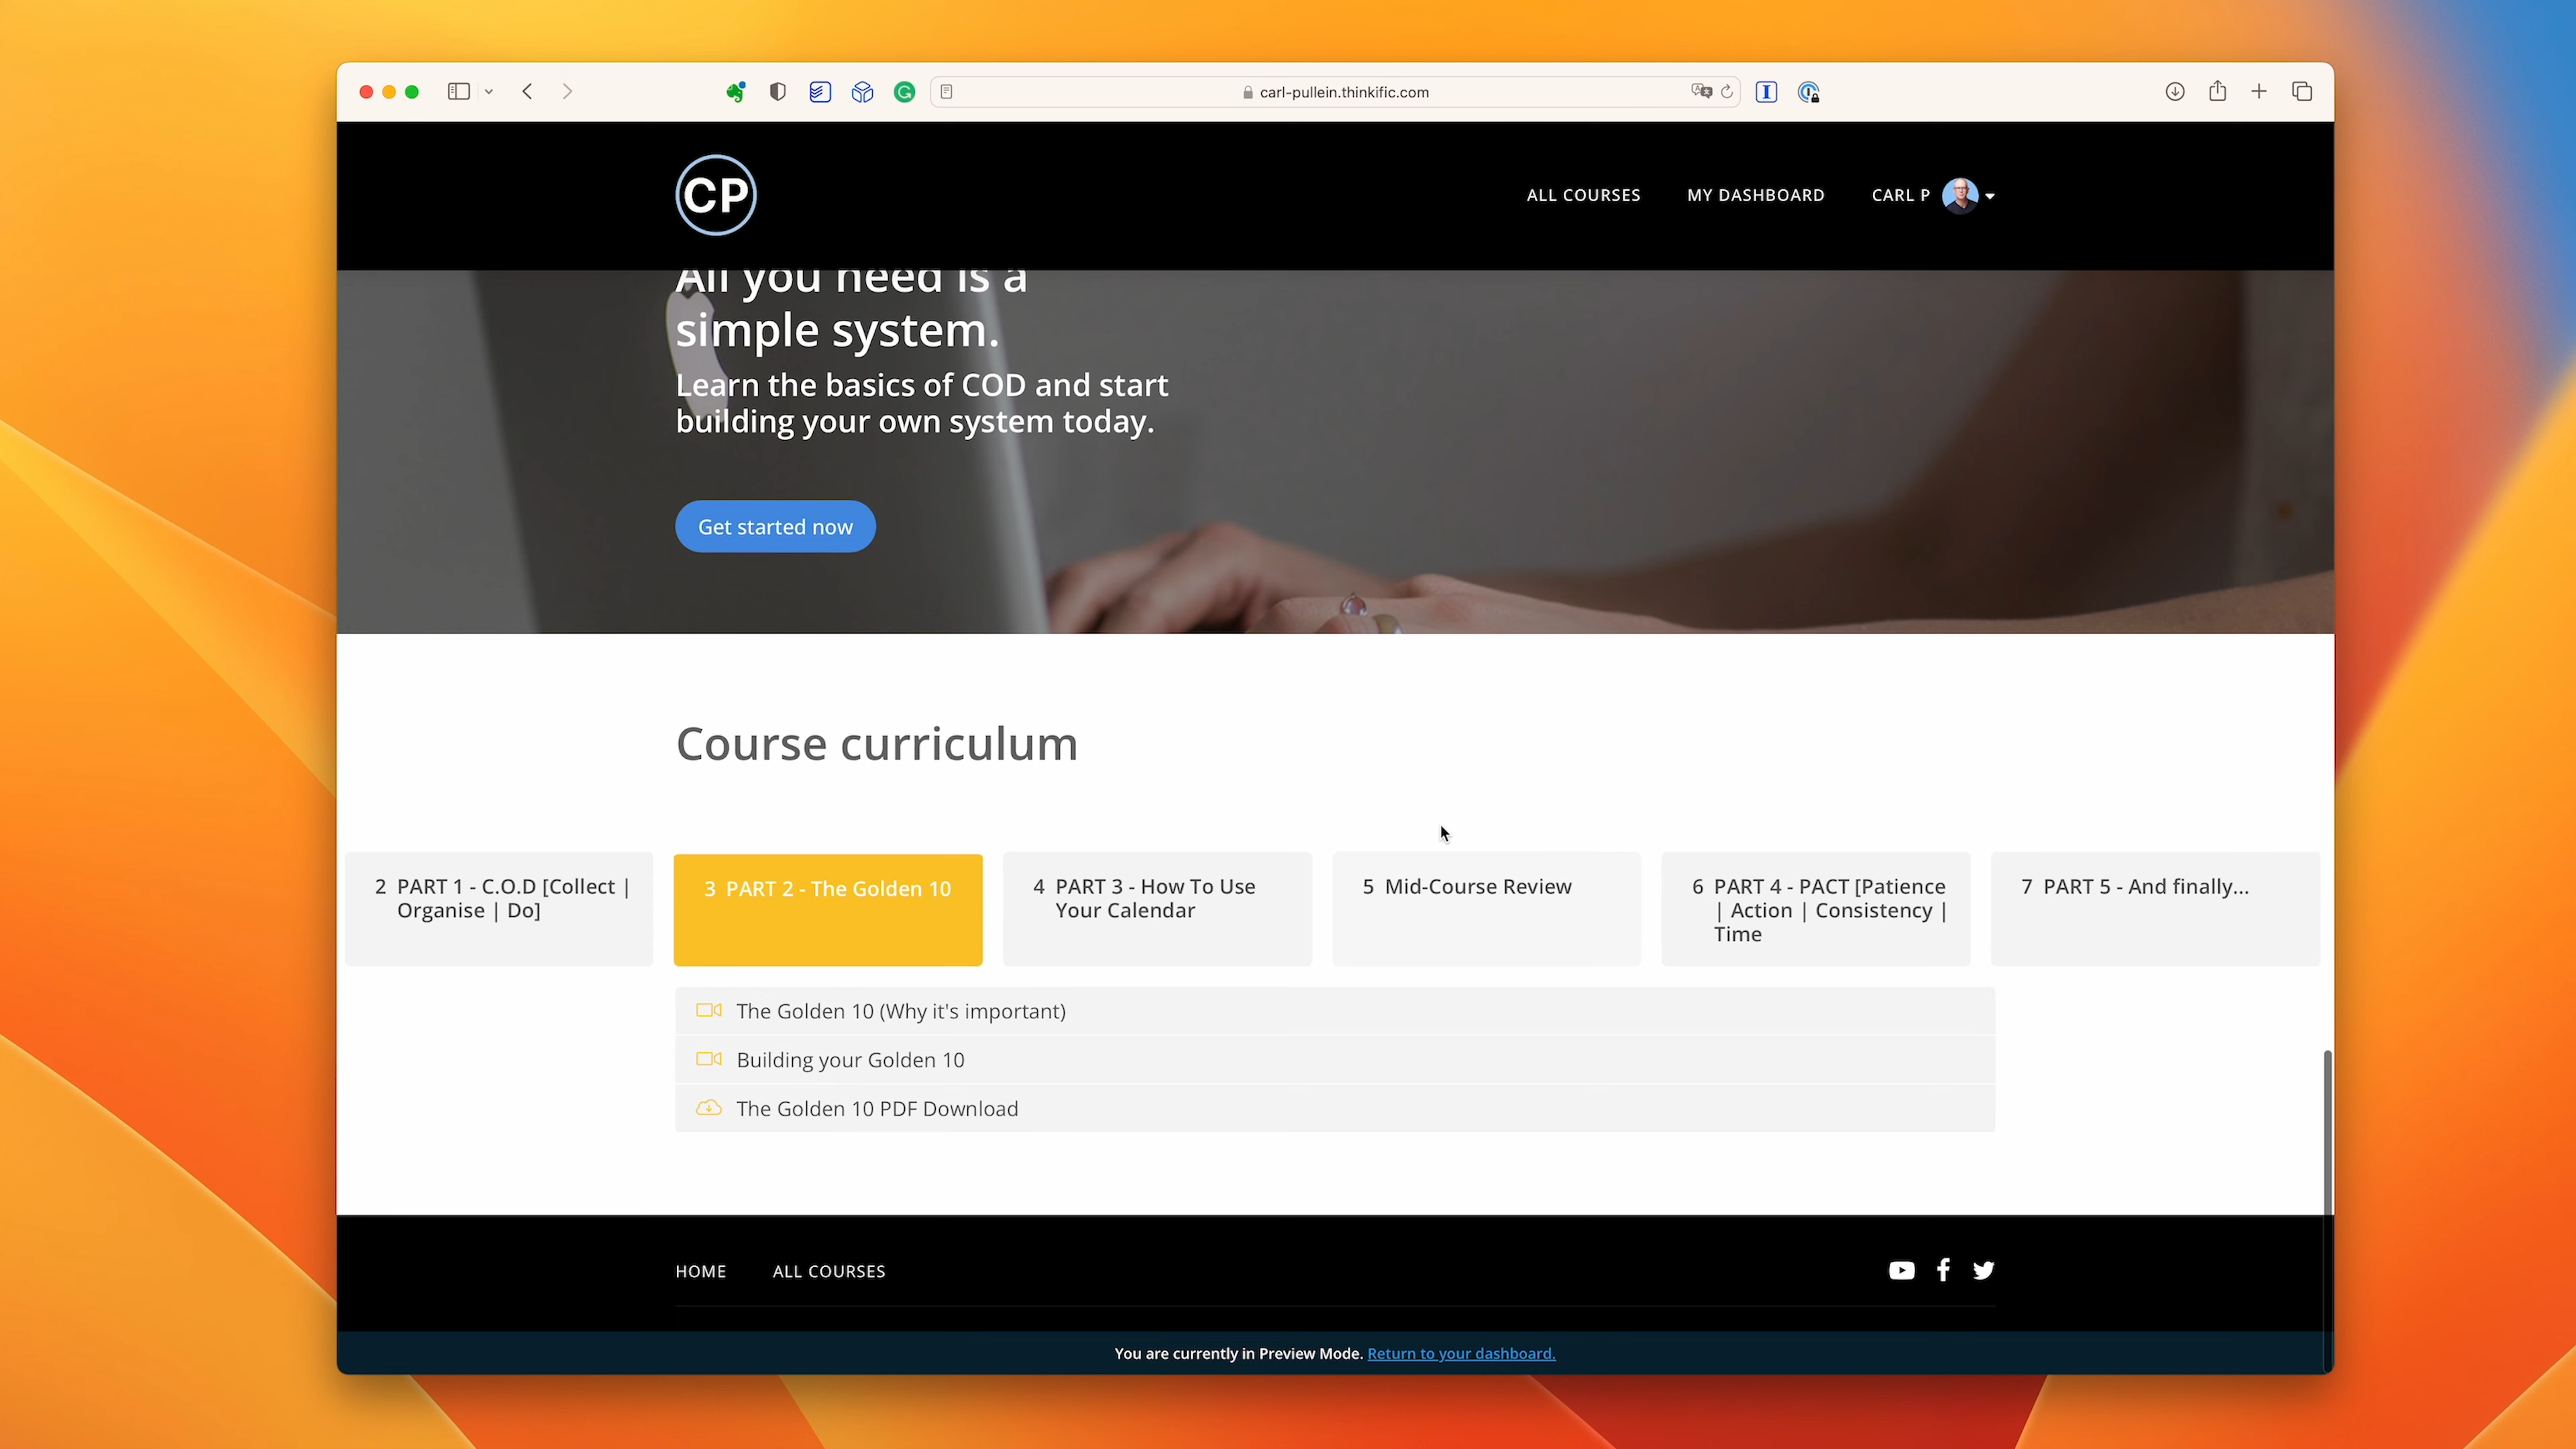 carl-pullein.thinkific.com
CP
ALL COURSES
MY DASHBOARD
CARL P
All you need is a
simple system.
Learn the basics of COD and start
building your own system today.
Get started now
Course curriculum
2 PART 1 - C.O.D [Collect |
Organise | Do]
3 PART 2 - The Golden 10
4 PART 3 - How To Use
Your Calendar
5 Mid-Course Review
6 PART 4 - PACT [Patience
| Action | Consistency |
Time
7 PART 5 - And finally...
The Golden 10 (Why it's important)
Building your Golden 10
The Golden 10 PDF Download
HOME
ALL COURSES
You are currently in Preview Mode. Return to your dashboard.